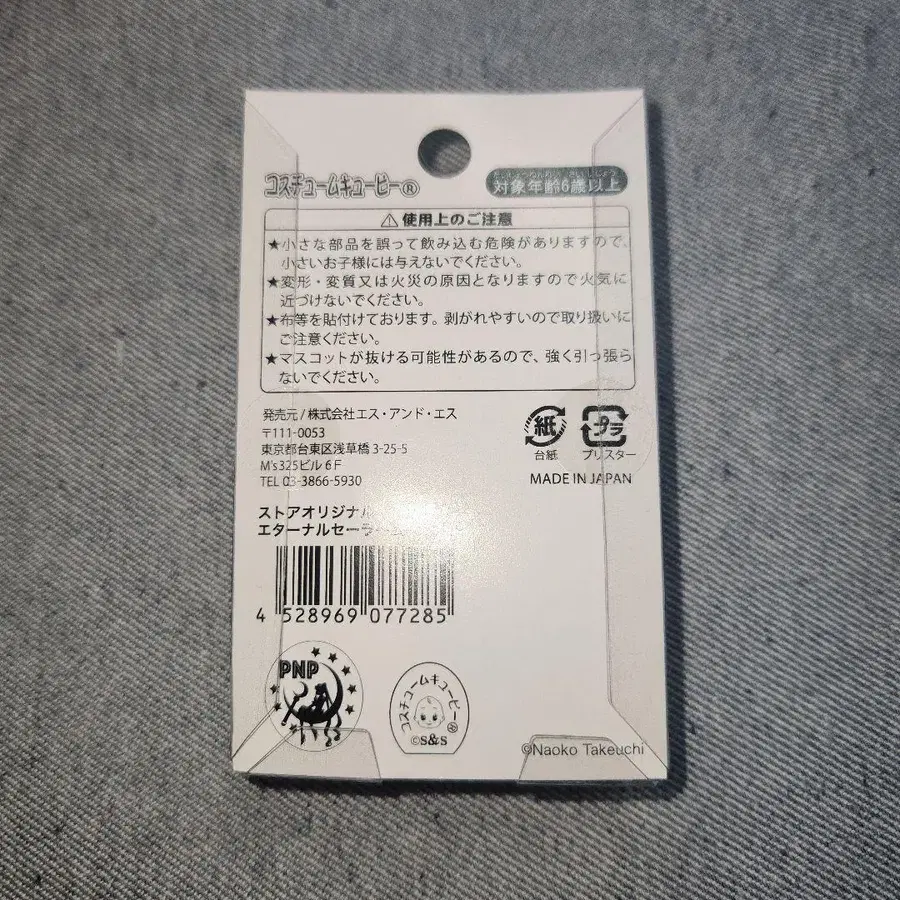 コスチュームキューピー®
対象年齢6歳以上
⚠使用上のご注意
★小さな部品を誤って飲み込む危険がありますので、
小さいお子様には与えないでください。
★変形・変質又は火災の原因となりますので火気に
近づけないでください。
★布等を貼付けております。剥がれやすいので取り扱いに
ご注意ください。
★マスコットが抜ける可能性があるので、強く引っ張ら
ないでください。
発売元/株式会社エス・アンド・エス
〒111-0053
東京都台東区浅草橋3-25-5
M's325ビル6F
TEL 03-3866-5930
紙
台紙
プラ
ブリスター
MADE IN JAPAN
ストアオリジナル
エターナルセーラー
4 528969 077285
PNP
コスチュームキューピー®
©S&S
©Naoko Takeuchi